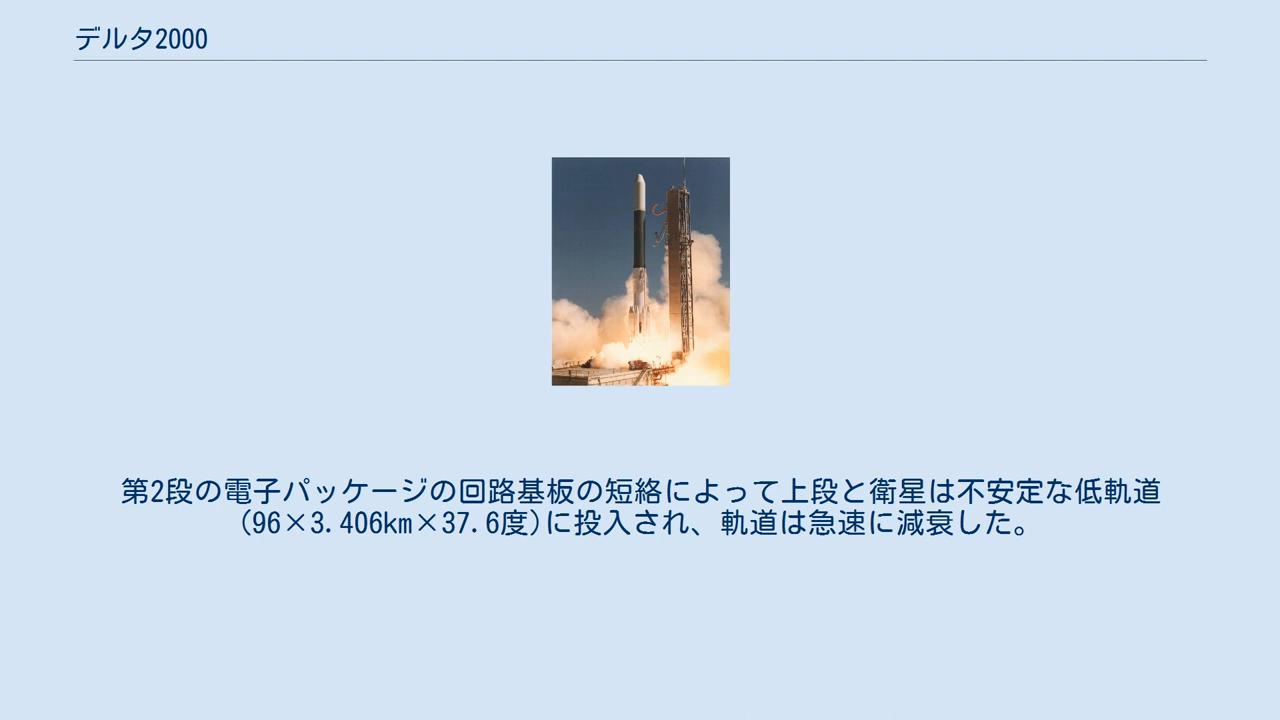 デルタ2000
第2段の電子パッケージの回路基板の短絡によって上段と衛星は不安定な低軌道
(96×3.406km×37.6度)に投入され、軌道は急速に減衰した。